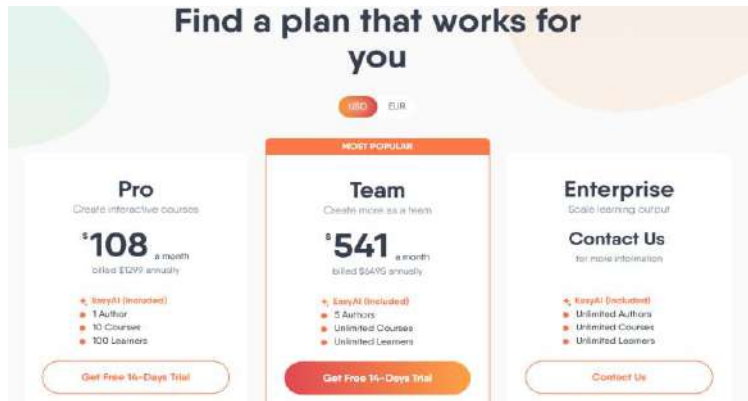 Find a plan that works for
you
USD EUR
MOST POPULAR
Pro
Create interactive courses
$108 a month
billed $1299 annually
EasyAI (Included)
1 Author
10 Courses
100 Learners
Get Free 14-Days Trial
Team
Create more as a team
$541 a month
billed $6495 annually
EasyAI (Included)
5 Authors
Unlimited Courses
Unlimited Learners
Get Free 14-Days Trial
Enterprise
Scale learning output
Contact Us
for more information
EasyAI (Included)
Unlimited Authors
Unlimited Courses
Unlimited Learners
Contact Us